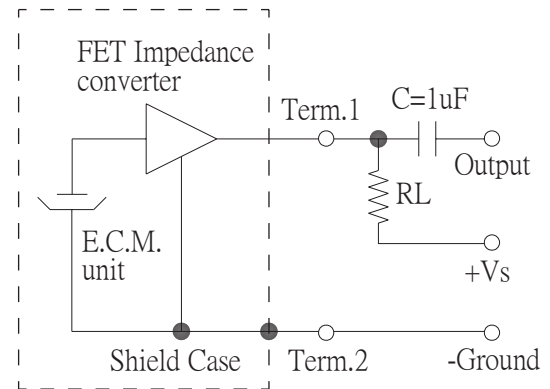 FET Impedance
converter
Term.1
C=1uF
Output
RL
E.C.M.
unit
+Vs
Shield Case
Term.2
-Ground